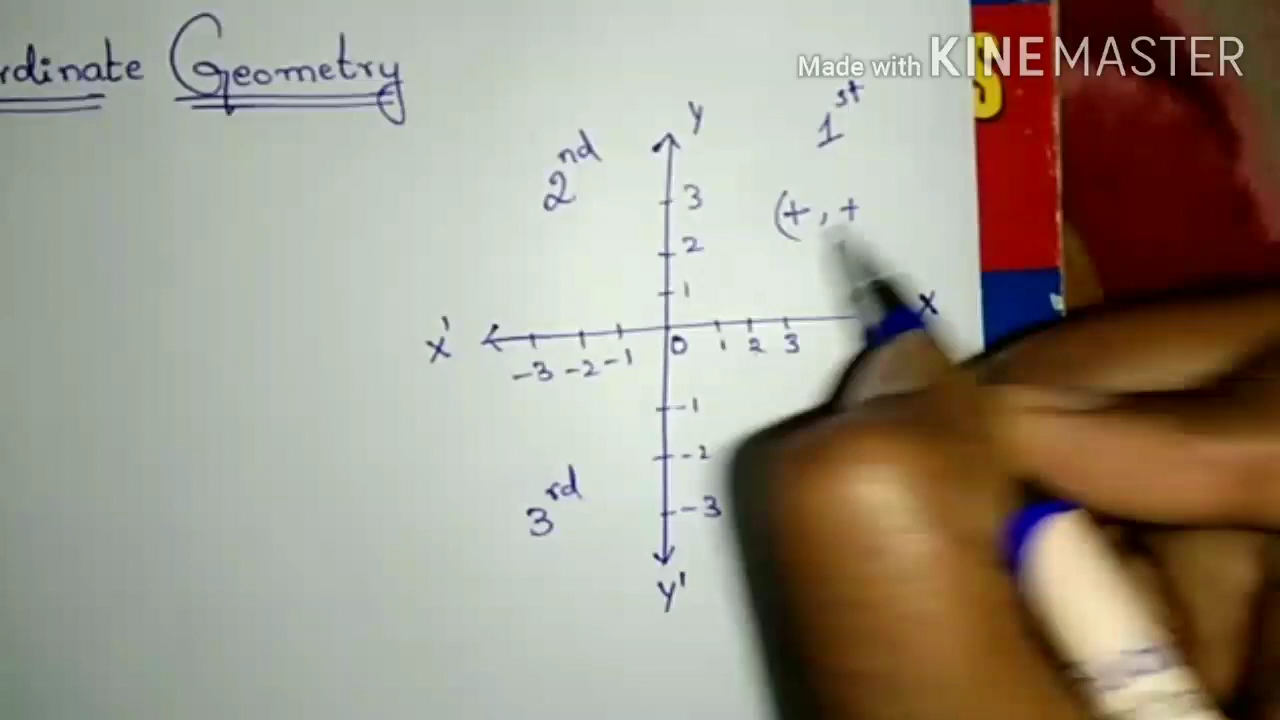 rdinate Geometry
Made with KINEMASTER
S
y
1st
2nd
3
(+, +
2
1
x
x'
-3 -2 -1 0 1 2 3
-1
-2
3rd
-3
y'